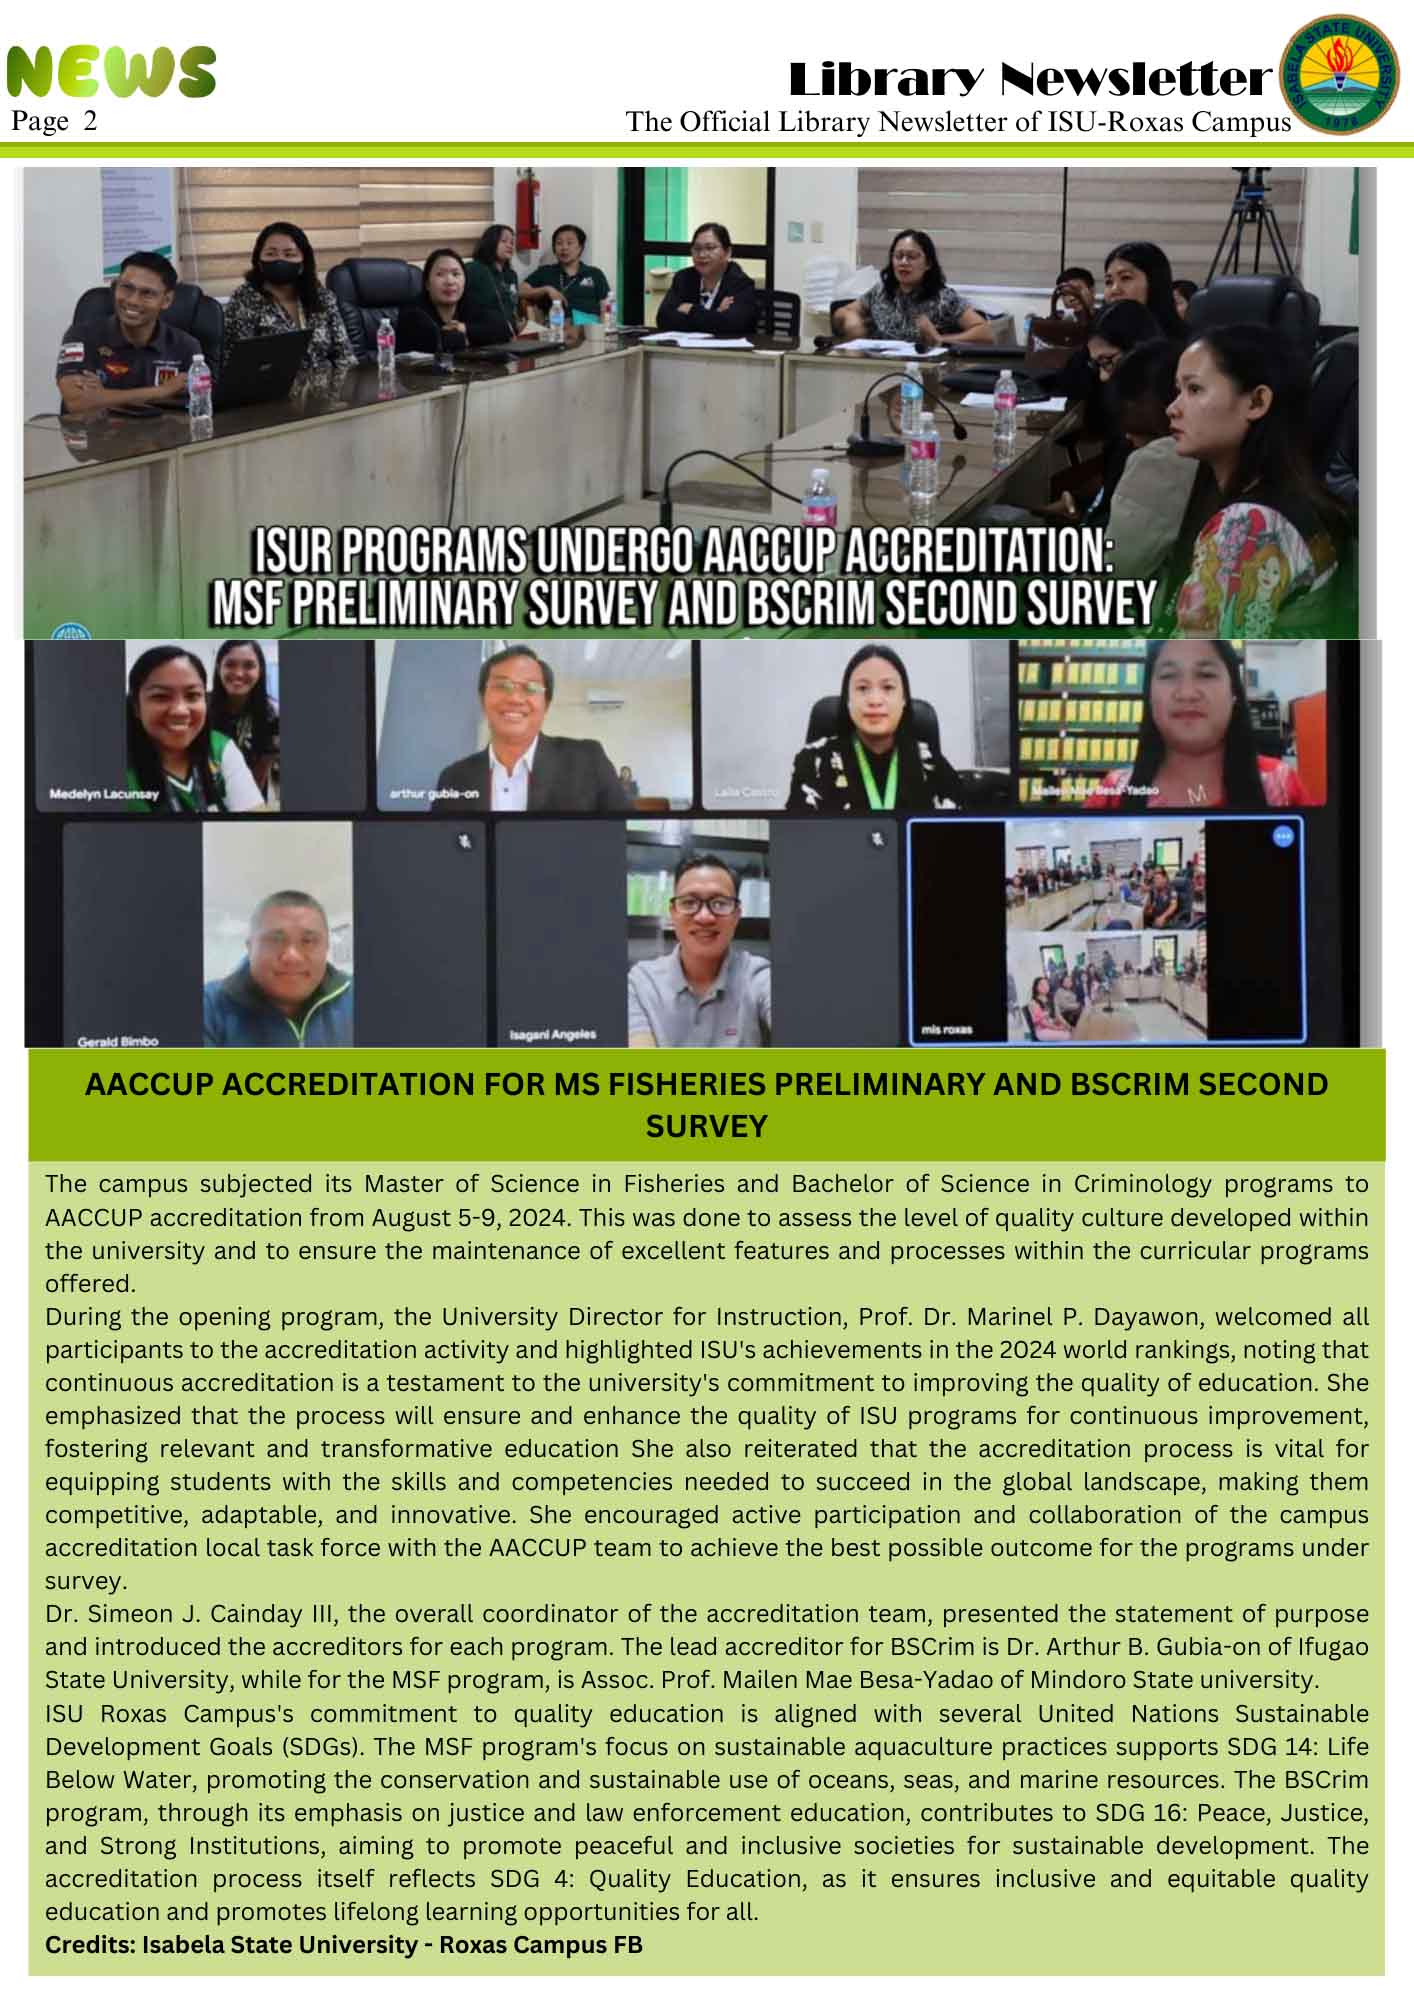 NEWS
Page 2
Library Newsletter
The Official Library Newsletter of ISU-Roxas Campus
ISABELA STATE UNIVERSITY
1978
ISUR PROGRAMS UNDERGO AACCUP ACCREDITATION:
MSF PRELIMINARY SURVEY AND BSCRIM SECOND SURVEY
Medelyn Lacunsay
arthur gubia-on
Laila Castro
Mailen Mae Besa-Yadao
M
Gerald Bimbo
Isagani Angeles
mis roxas
AACCUP ACCREDITATION FOR MS FISHERIES PRELIMINARY AND BSCRIM SECOND
SURVEY
The campus subjected its Master of Science in Fisheries and Bachelor of Science in Criminology programs to
AACCUP accreditation from August 5-9, 2024. This was done to assess the level of quality culture developed within
the university and to ensure the maintenance of excellent features and processes within the curricular programs
offered.
During the opening program, the University Director for Instruction, Prof. Dr. Marinel P. Dayawon, welcomed all
participants to the accreditation activity and highlighted ISU's achievements in the 2024 world rankings, noting that
continuous accreditation is a testament to the university's commitment to improving the quality of education. She
emphasized that the process will ensure and enhance the quality of ISU programs for continuous improvement,
fostering relevant and transformative education She also reiterated that the accreditation process is vital for
equipping students with the skills and competencies needed to succeed in the global landscape, making them
competitive, adaptable, and innovative. She encouraged active participation and collaboration of the campus
accreditation local task force with the AACCUP team to achieve the best possible outcome for the programs under
survey.
Dr. Simeon J. Cainday III, the overall coordinator of the accreditation team, presented the statement of purpose
and introduced the accreditors for each program. The lead accreditor for BSCrim is Dr. Arthur B. Gubia-on of Ifugao
State University, while for the MSF program, is Assoc. Prof. Mailen Mae Besa-Yadao of Mindoro State university.
ISU Roxas Campus's commitment to quality education is aligned with several United Nations Sustainable
Development Goals (SDGs). The MSF program's focus on sustainable aquaculture practices supports SDG 14: Life
Below Water, promoting the conservation and sustainable use of oceans, seas, and marine resources. The BSCrim
program, through its emphasis on justice and law enforcement education, contributes to SDG 16: Peace, Justice,
and Strong Institutions, aiming to promote peaceful and inclusive societies for sustainable development. The
accreditation process itself reflects SDG 4: Quality Education, as it ensures inclusive and equitable quality
education and promotes lifelong learning opportunities for all.
Credits: Isabela State University - Roxas Campus FB